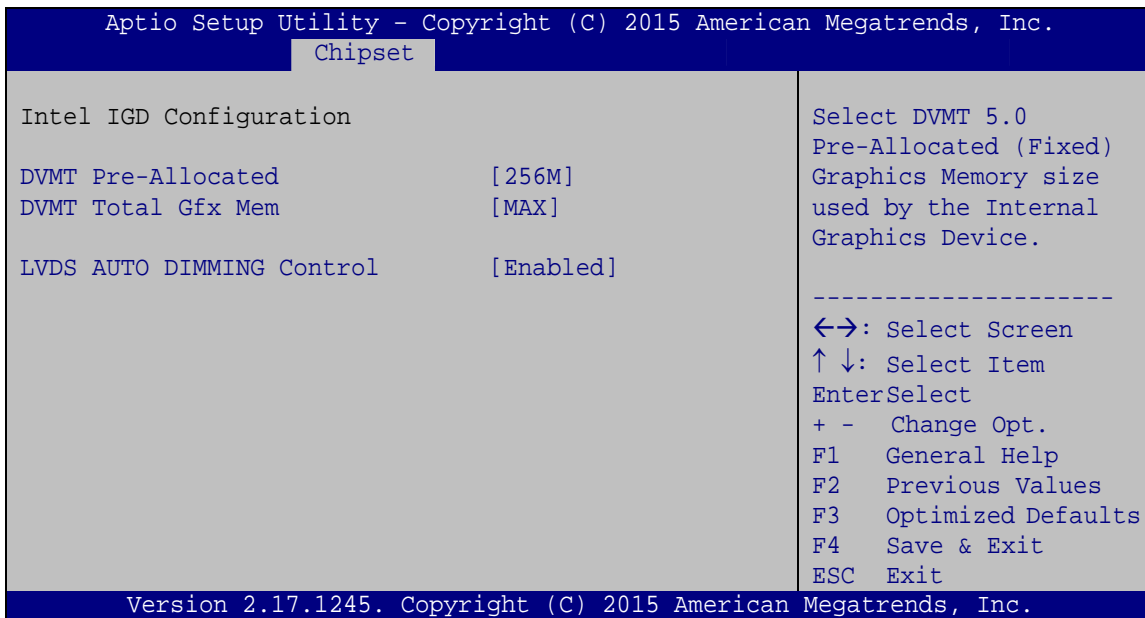 Aptio Setup Utility – Copyright (C) 2015 American Megatrends, Inc.
Chipset
Intel IGD Configuration
DVMT Pre-Allocated [256M]
DVMT Total Gfx Mem [MAX]
LVDS AUTO DIMMING Control [Enabled]
Select DVMT 5.0
Pre-Allocated (Fixed)
Graphics Memory size
used by the Internal
Graphics Device.
---------------------
←→: Select Screen
↑ ↓: Select Item
EnterSelect
+ - Change Opt.
F1 General Help
F2 Previous Values
F3 Optimized Defaults
F4 Save & Exit
ESC Exit
Version 2.17.1245. Copyright (C) 2015 American Megatrends, Inc.